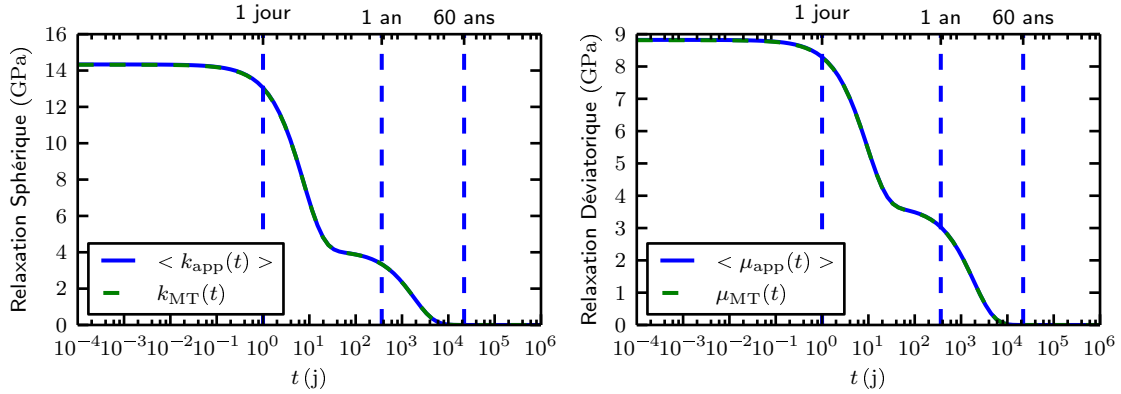 1 jour 1 an 60 ans
Relaxation Sphérique (GPa)
16
14
12
10
8
6
4
2
0
< k_app(t) >
k_MT(t)
10^−4 10^−3 10^−2 10^−1 10^0 10^1 10^2 10^3 10^4 10^5 10^6
t (j)
1 jour 1 an 60 ans
Relaxation Déviatorique (GPa)
9
8
7
6
5
4
3
2
1
0
< μ_app(t) >
μ_MT(t)
10^−4 10^−3 10^−2 10^−1 10^0 10^1 10^2 10^3 10^4 10^5 10^6
t (j)